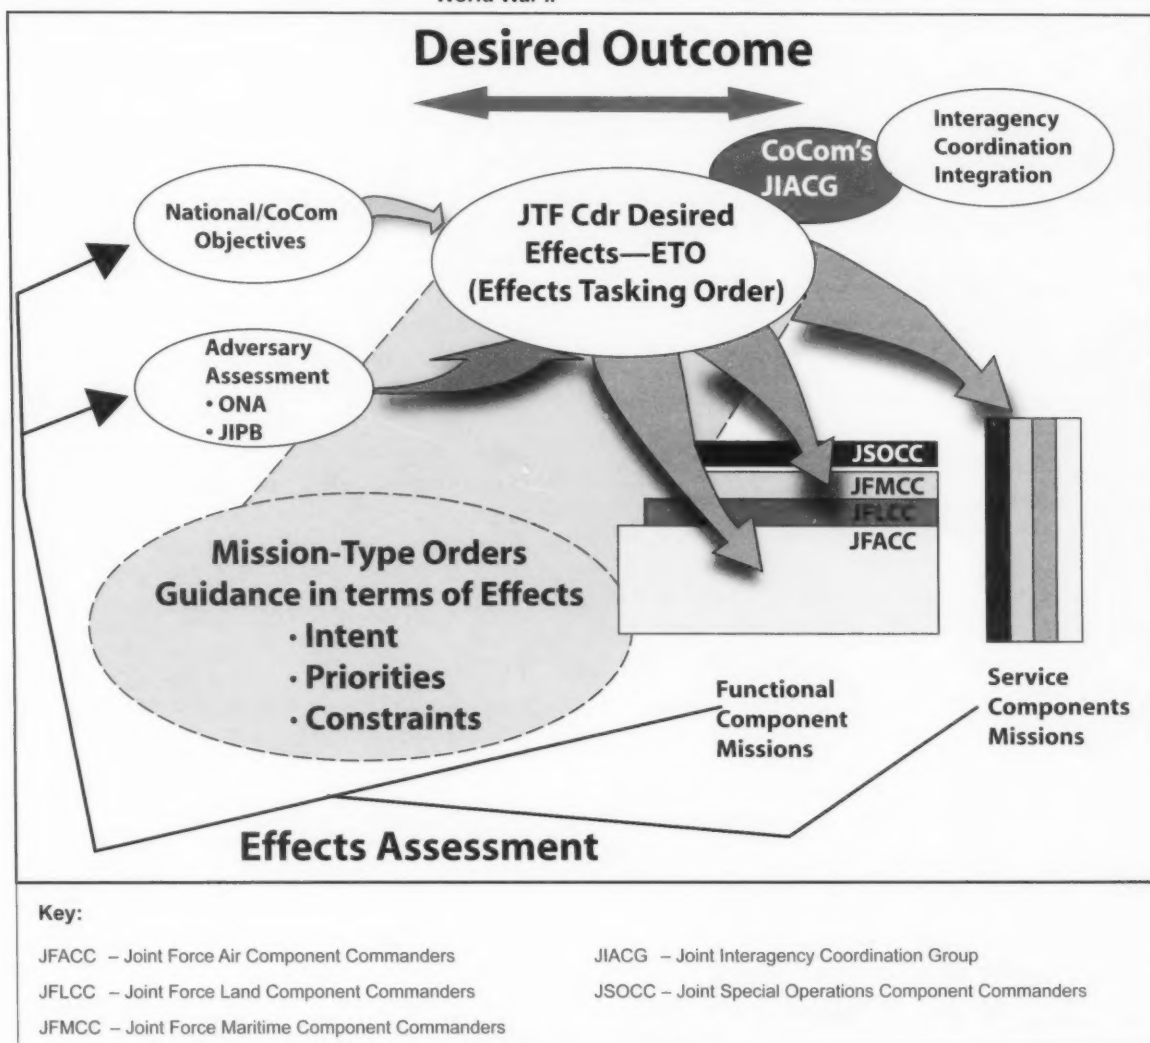 Desired Outcome
Interagency
Coordination
Integration
CoCom's
JIACG
National/CoCom
Objectives
JTF Cdr Desired
Effects—ETO
(Effects Tasking Order)
Adversary
Assessment
• ONA
• JIPB
JSOCC
JFMCC
JFLCC
JFACC
Mission-Type Orders
Guidance in terms of Effects
• Intent
• Priorities
• Constraints
Functional
Component
Missions
Service
Components
Missions
Effects Assessment
Key:
JFACC – Joint Force Air Component Commanders
JFLCC – Joint Force Land Component Commanders
JFMCC – Joint Force Maritime Component Commanders
JIACG – Joint Interagency Coordination Group
JSOCC – Joint Special Operations Component Commanders